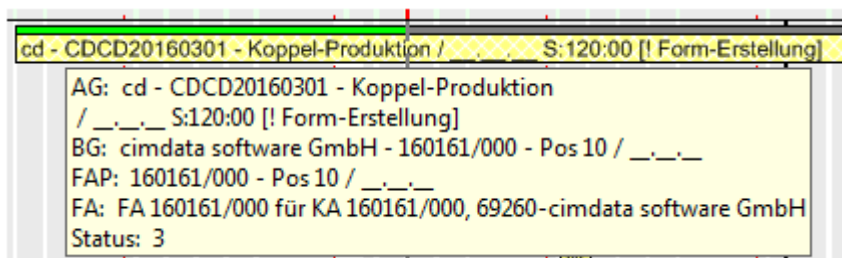 cd - CDCD20160301 - Koppel-Produktion / __.__.__ S:120:00 [! Form-Erstellung]
AG: cd - CDCD20160301 - Koppel-Produktion
/ __.__.__ S:120:00 [! Form-Erstellung]
BG: cimdata software GmbH - 160161/000 - Pos 10 / __.__.__
FAP: 160161/000 - Pos 10 / __.__.__
FA: FA 160161/000 für KA 160161/000, 69260-cimdata software GmbH
Status: 3